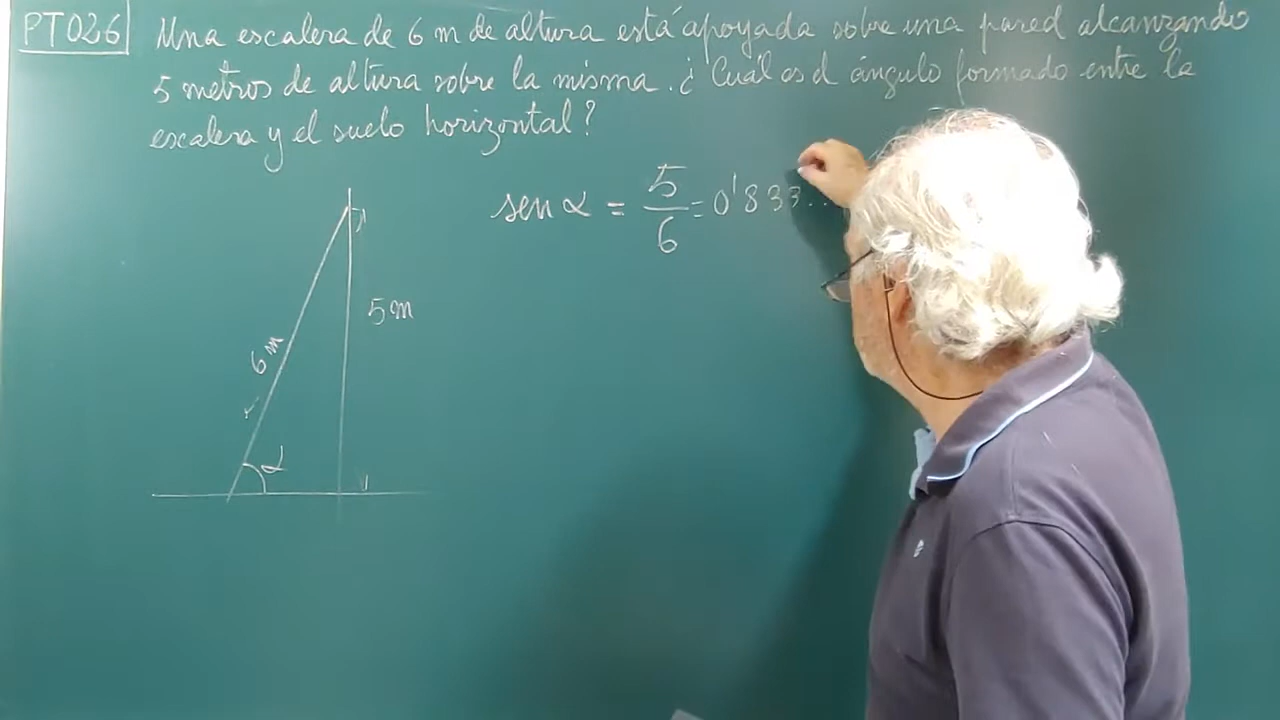 PT026
Una escalera de 6 m de altura está apoyada sobre una pared alcanzando
5 metros de altura sobre la misma. ¿Cuál es el ángulo formado entre la
escalera y el suelo horizontal?
sen α = 5/6 = 0'833...
5 m
6 m
α